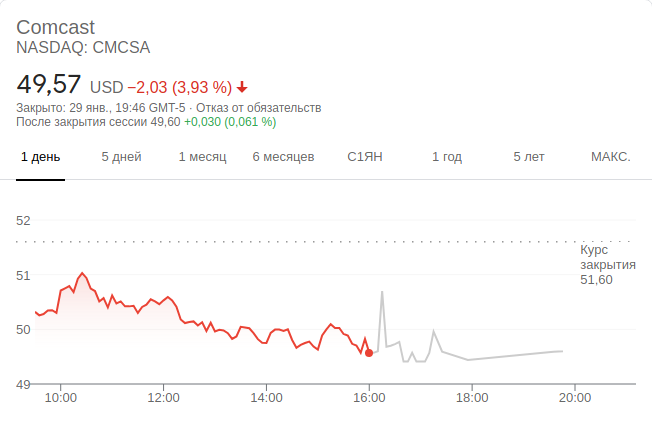 Comcast
NASDAQ: CMCSA
49,57 USD −2,03 (3,93 %)
Закрыто: 29 янв., 19:46 GMT-5 · Отказ от обязательств
После закрытия сессии 49,60 +0,030 (0,061 %)
1 день 5 дней 1 месяц 6 месяцев С1ЯН 1 год 5 лет МАКС.
52
Курс
закрытия
51,60
51
50
49
10:00 12:00 14:00 16:00 18:00 20:00